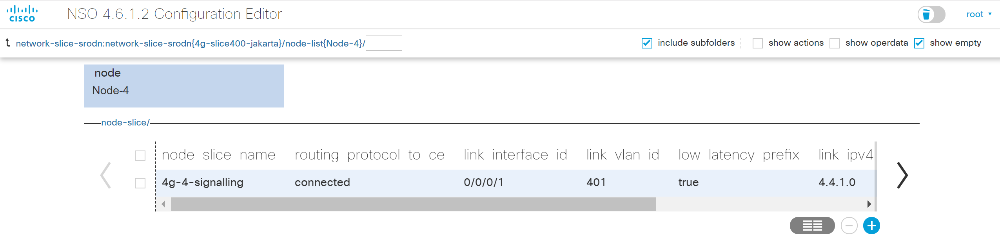 CISCO NSO 4.6.1.2 Configuration Editor root
network-slice-srodn:network-slice-srodn{4g-slice400-jakarta}/node-list{Node-4}/ include subfolders show actions show operdata show empty
node
Node-4
node-slice/
node-slice-name routing-protocol-to-ce link-interface-id link-vlan-id low-latency-prefix link-ipv4-
4g-4-signalling connected 0/0/0/1 401 true 4.4.1.0